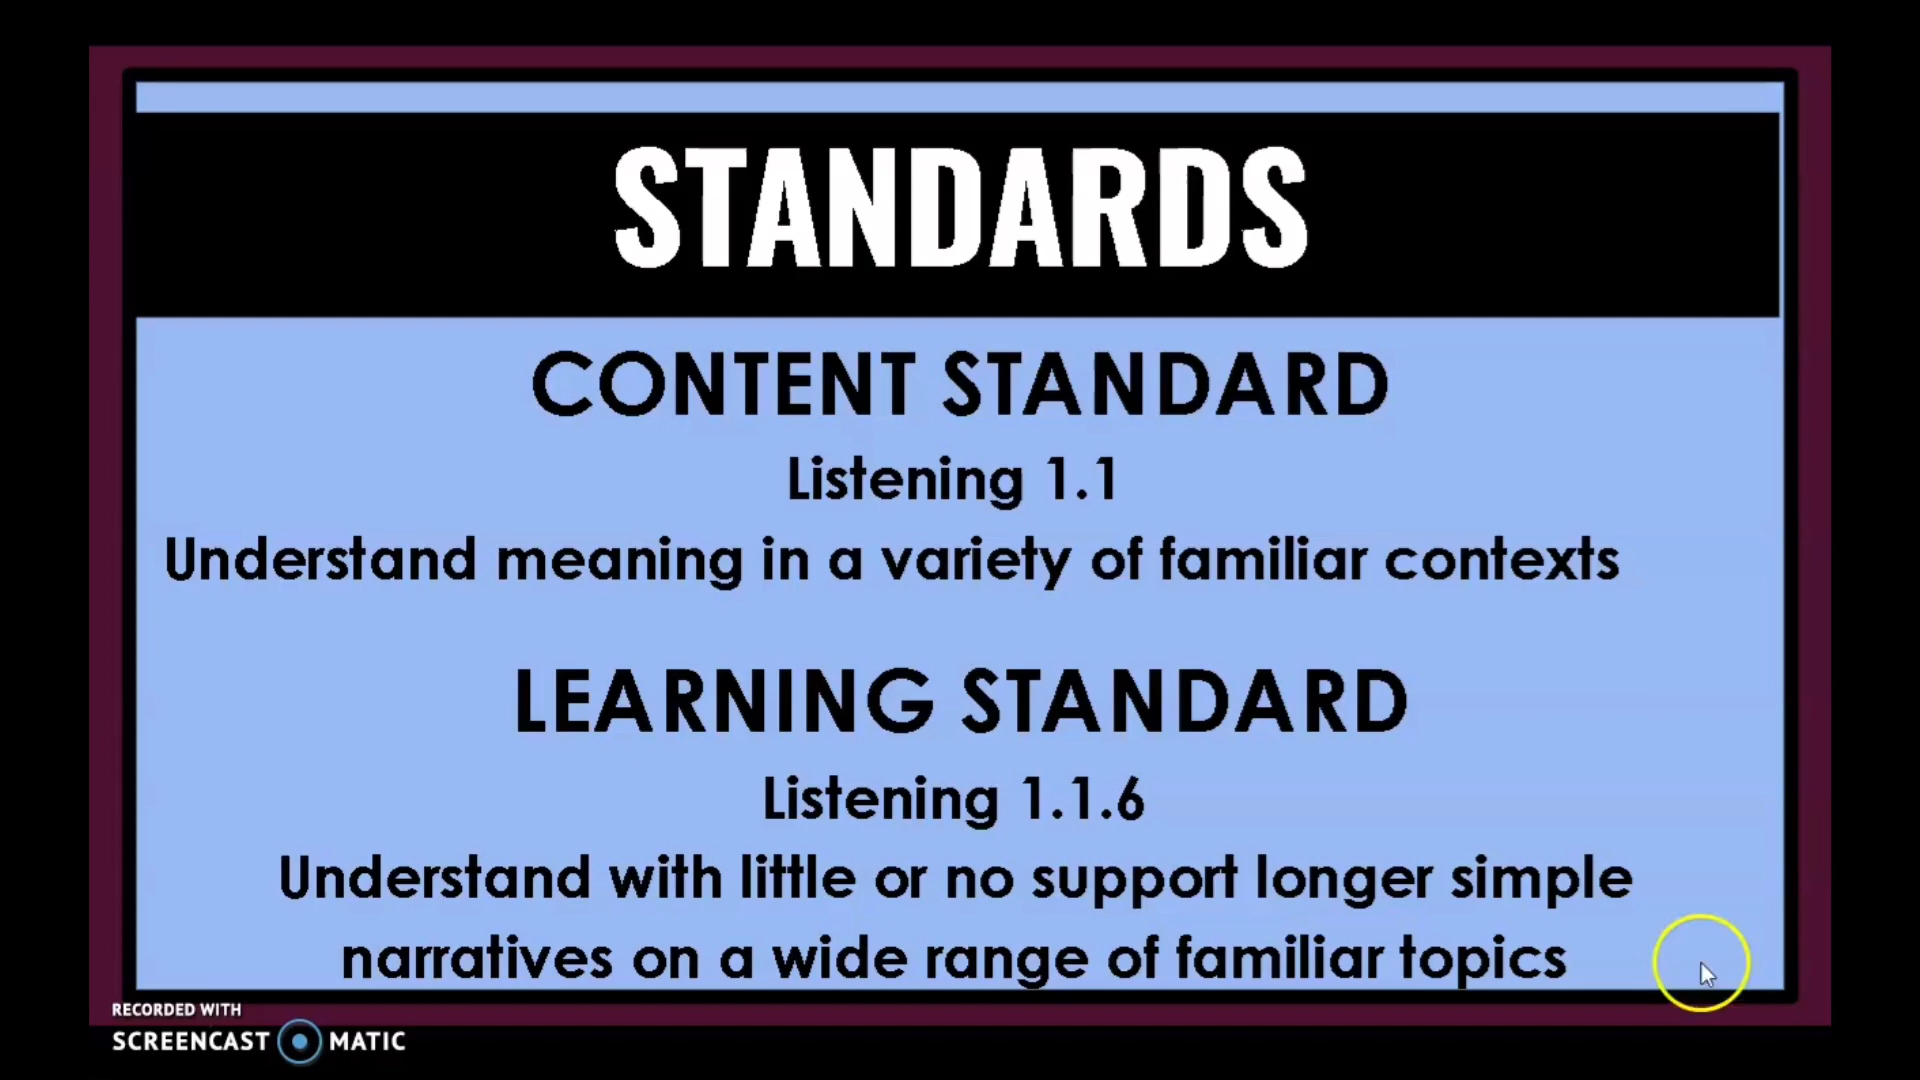 STANDARDS
CONTENT STANDARD
Listening 1.1
Understand meaning in a variety of familiar contexts
LEARNING STANDARD
Listening 1.1.6
Understand with little or no support longer simple
narratives on a wide range of familiar topics
RECORDED WITH
SCREENCAST MATIC